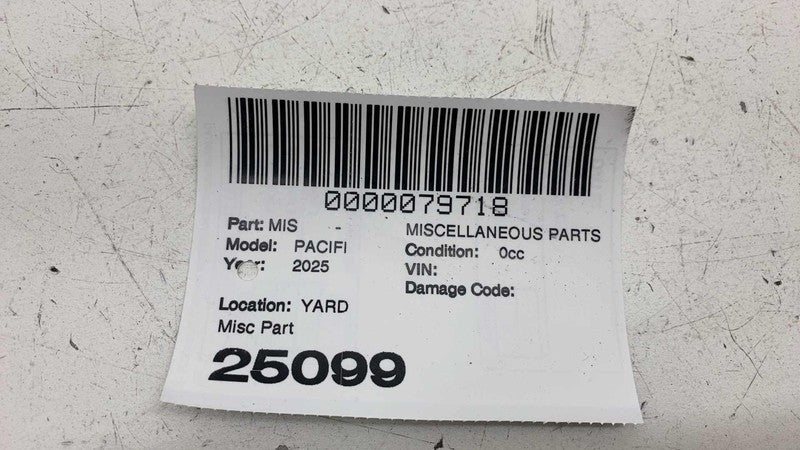 0000079718
Part: MIS - MISCELLANEOUS PARTS
Model: PACIFI Condition: 0cc
Year: 2025 VIN:
Damage Code:
Location: YARD
Misc Part
25099